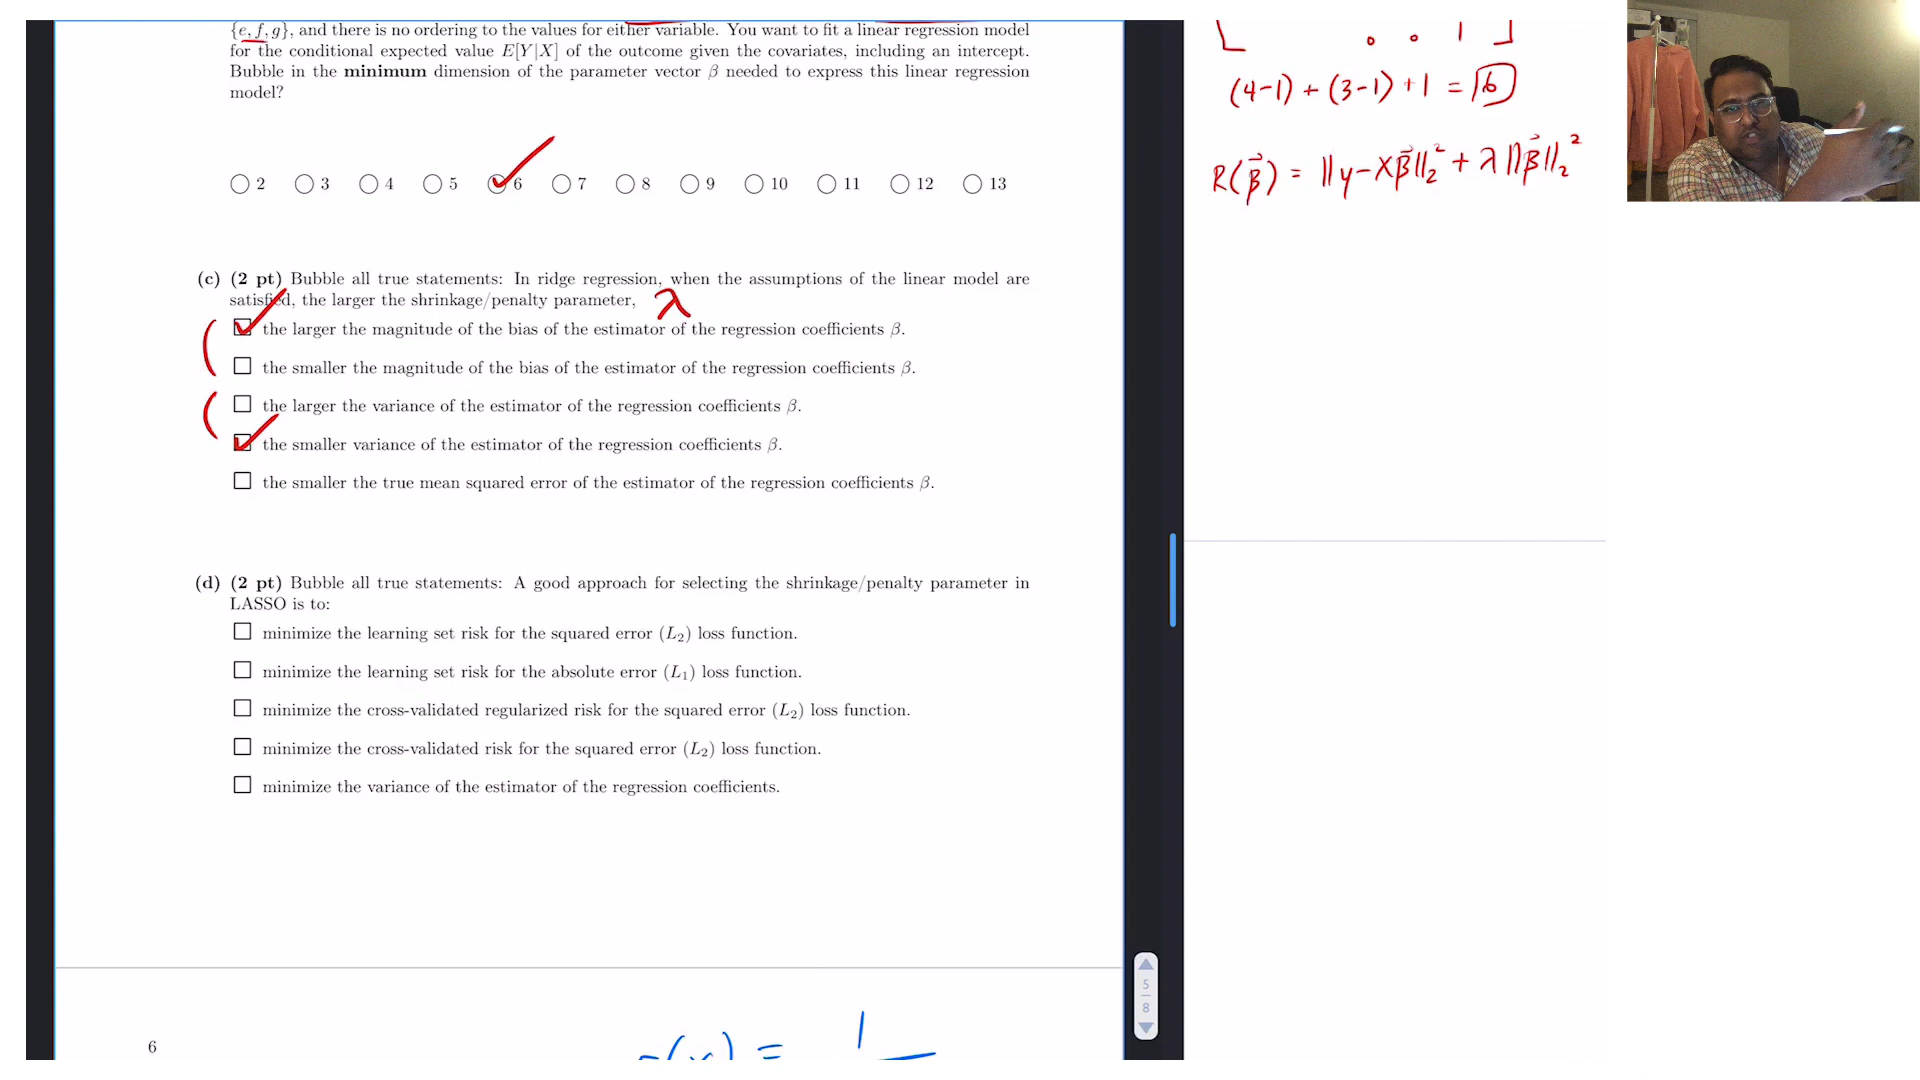 {e, f, g}, and there is no ordering to the values for either variable. You want to fit a linear regression model
for the conditional expected value E[Y|X] of the outcome given the covariates, including an intercept.
Bubble in the minimum dimension of the parameter vector β needed to express this linear regression
model?
2 3 4 5 6 7 8 9 10 11 12 13
(c) (2 pt) Bubble all true statements: In ridge regression, when the assumptions of the linear model are
satisfied, the larger the shrinkage/penalty parameter, λ
the larger the magnitude of the bias of the estimator of the regression coefficients β.
the smaller the magnitude of the bias of the estimator of the regression coefficients β.
the larger the variance of the estimator of the regression coefficients β.
the smaller variance of the estimator of the regression coefficients β.
the smaller the true mean squared error of the estimator of the regression coefficients β.
(d) (2 pt) Bubble all true statements: A good approach for selecting the shrinkage/penalty parameter in
LASSO is to:
minimize the learning set risk for the squared error (L₂) loss function.
minimize the learning set risk for the absolute error (L₁) loss function.
minimize the cross-validated regularized risk for the squared error (L₂) loss function.
minimize the cross-validated risk for the squared error (L₂) loss function.
minimize the variance of the estimator of the regression coefficients.
6
0 0 1 ]
(4-1) + (3-1) + 1 = 6
R(β⃗) = ||y - Xβ⃗||₂² + λ||β⃗||₂²
5
8